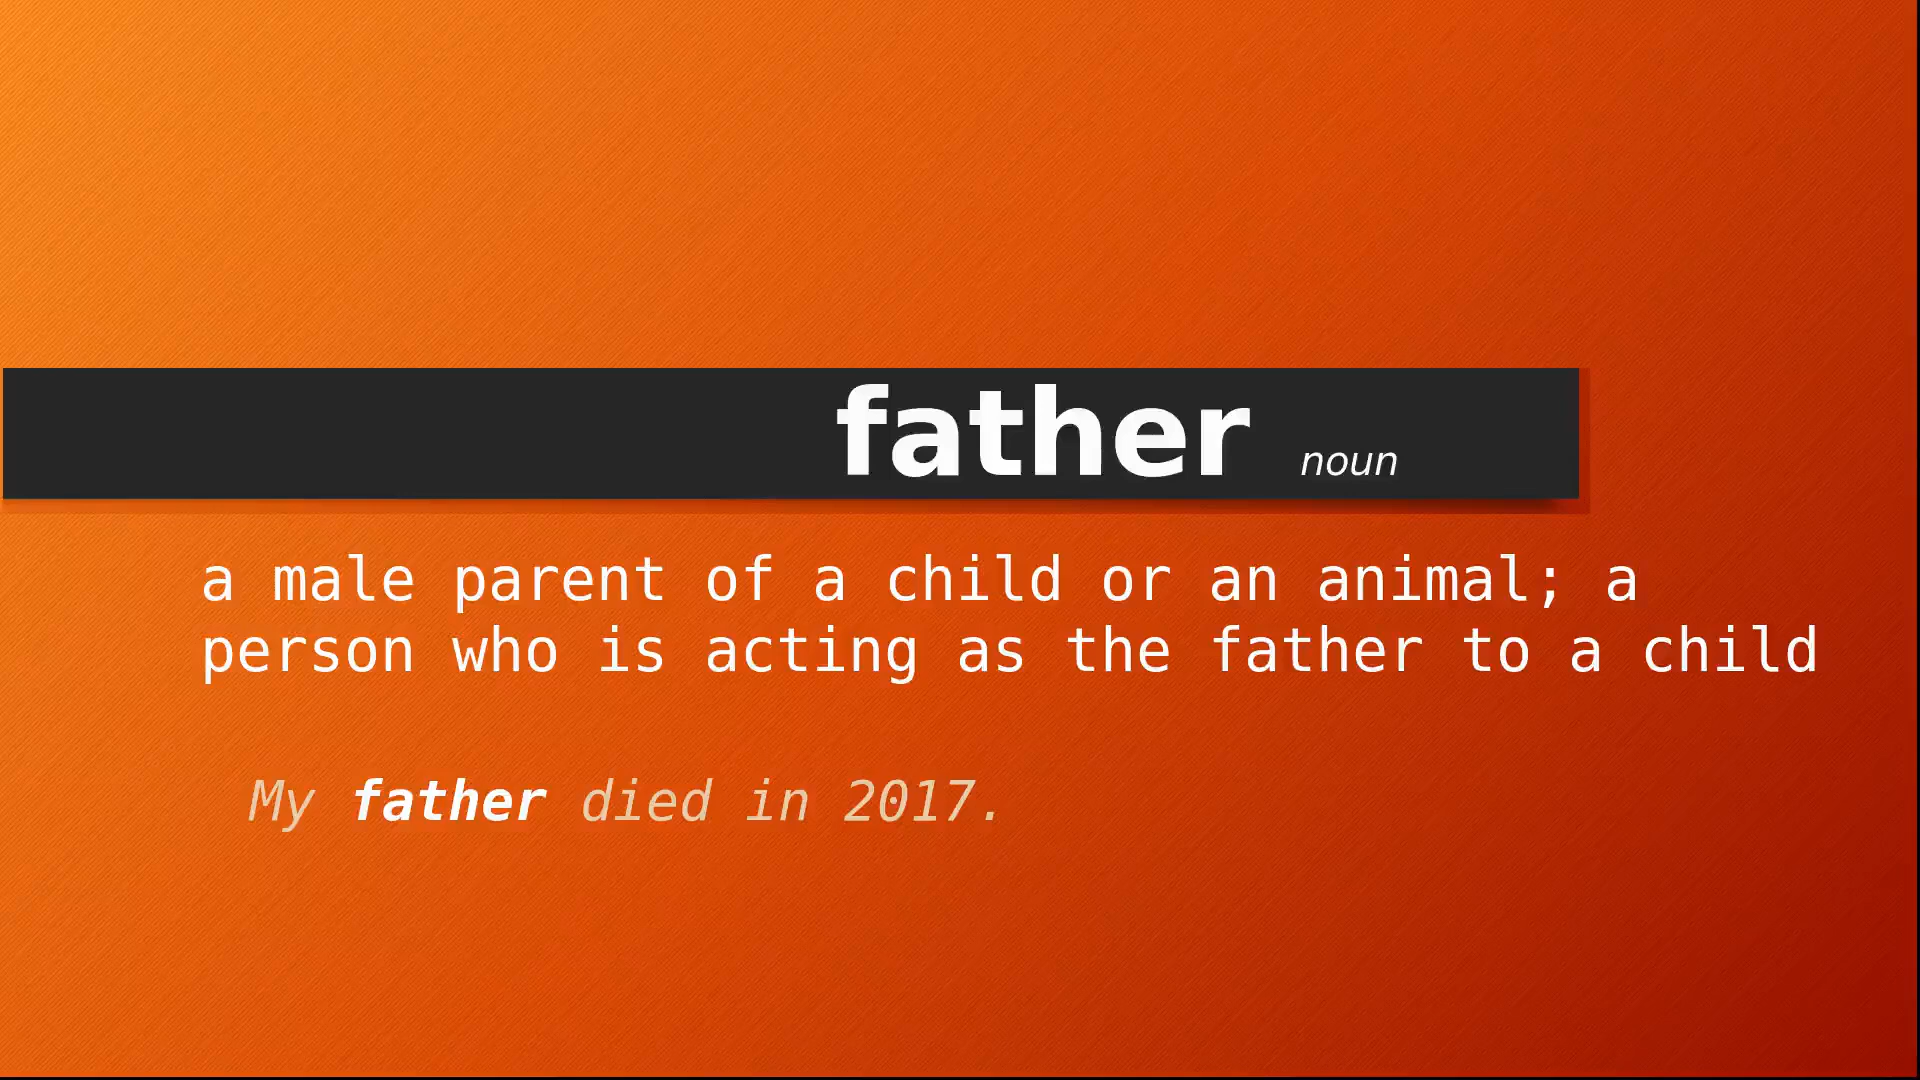 father noun
a male parent of a child or an animal; a
person who is acting as the father to a child
My father died in 2017.